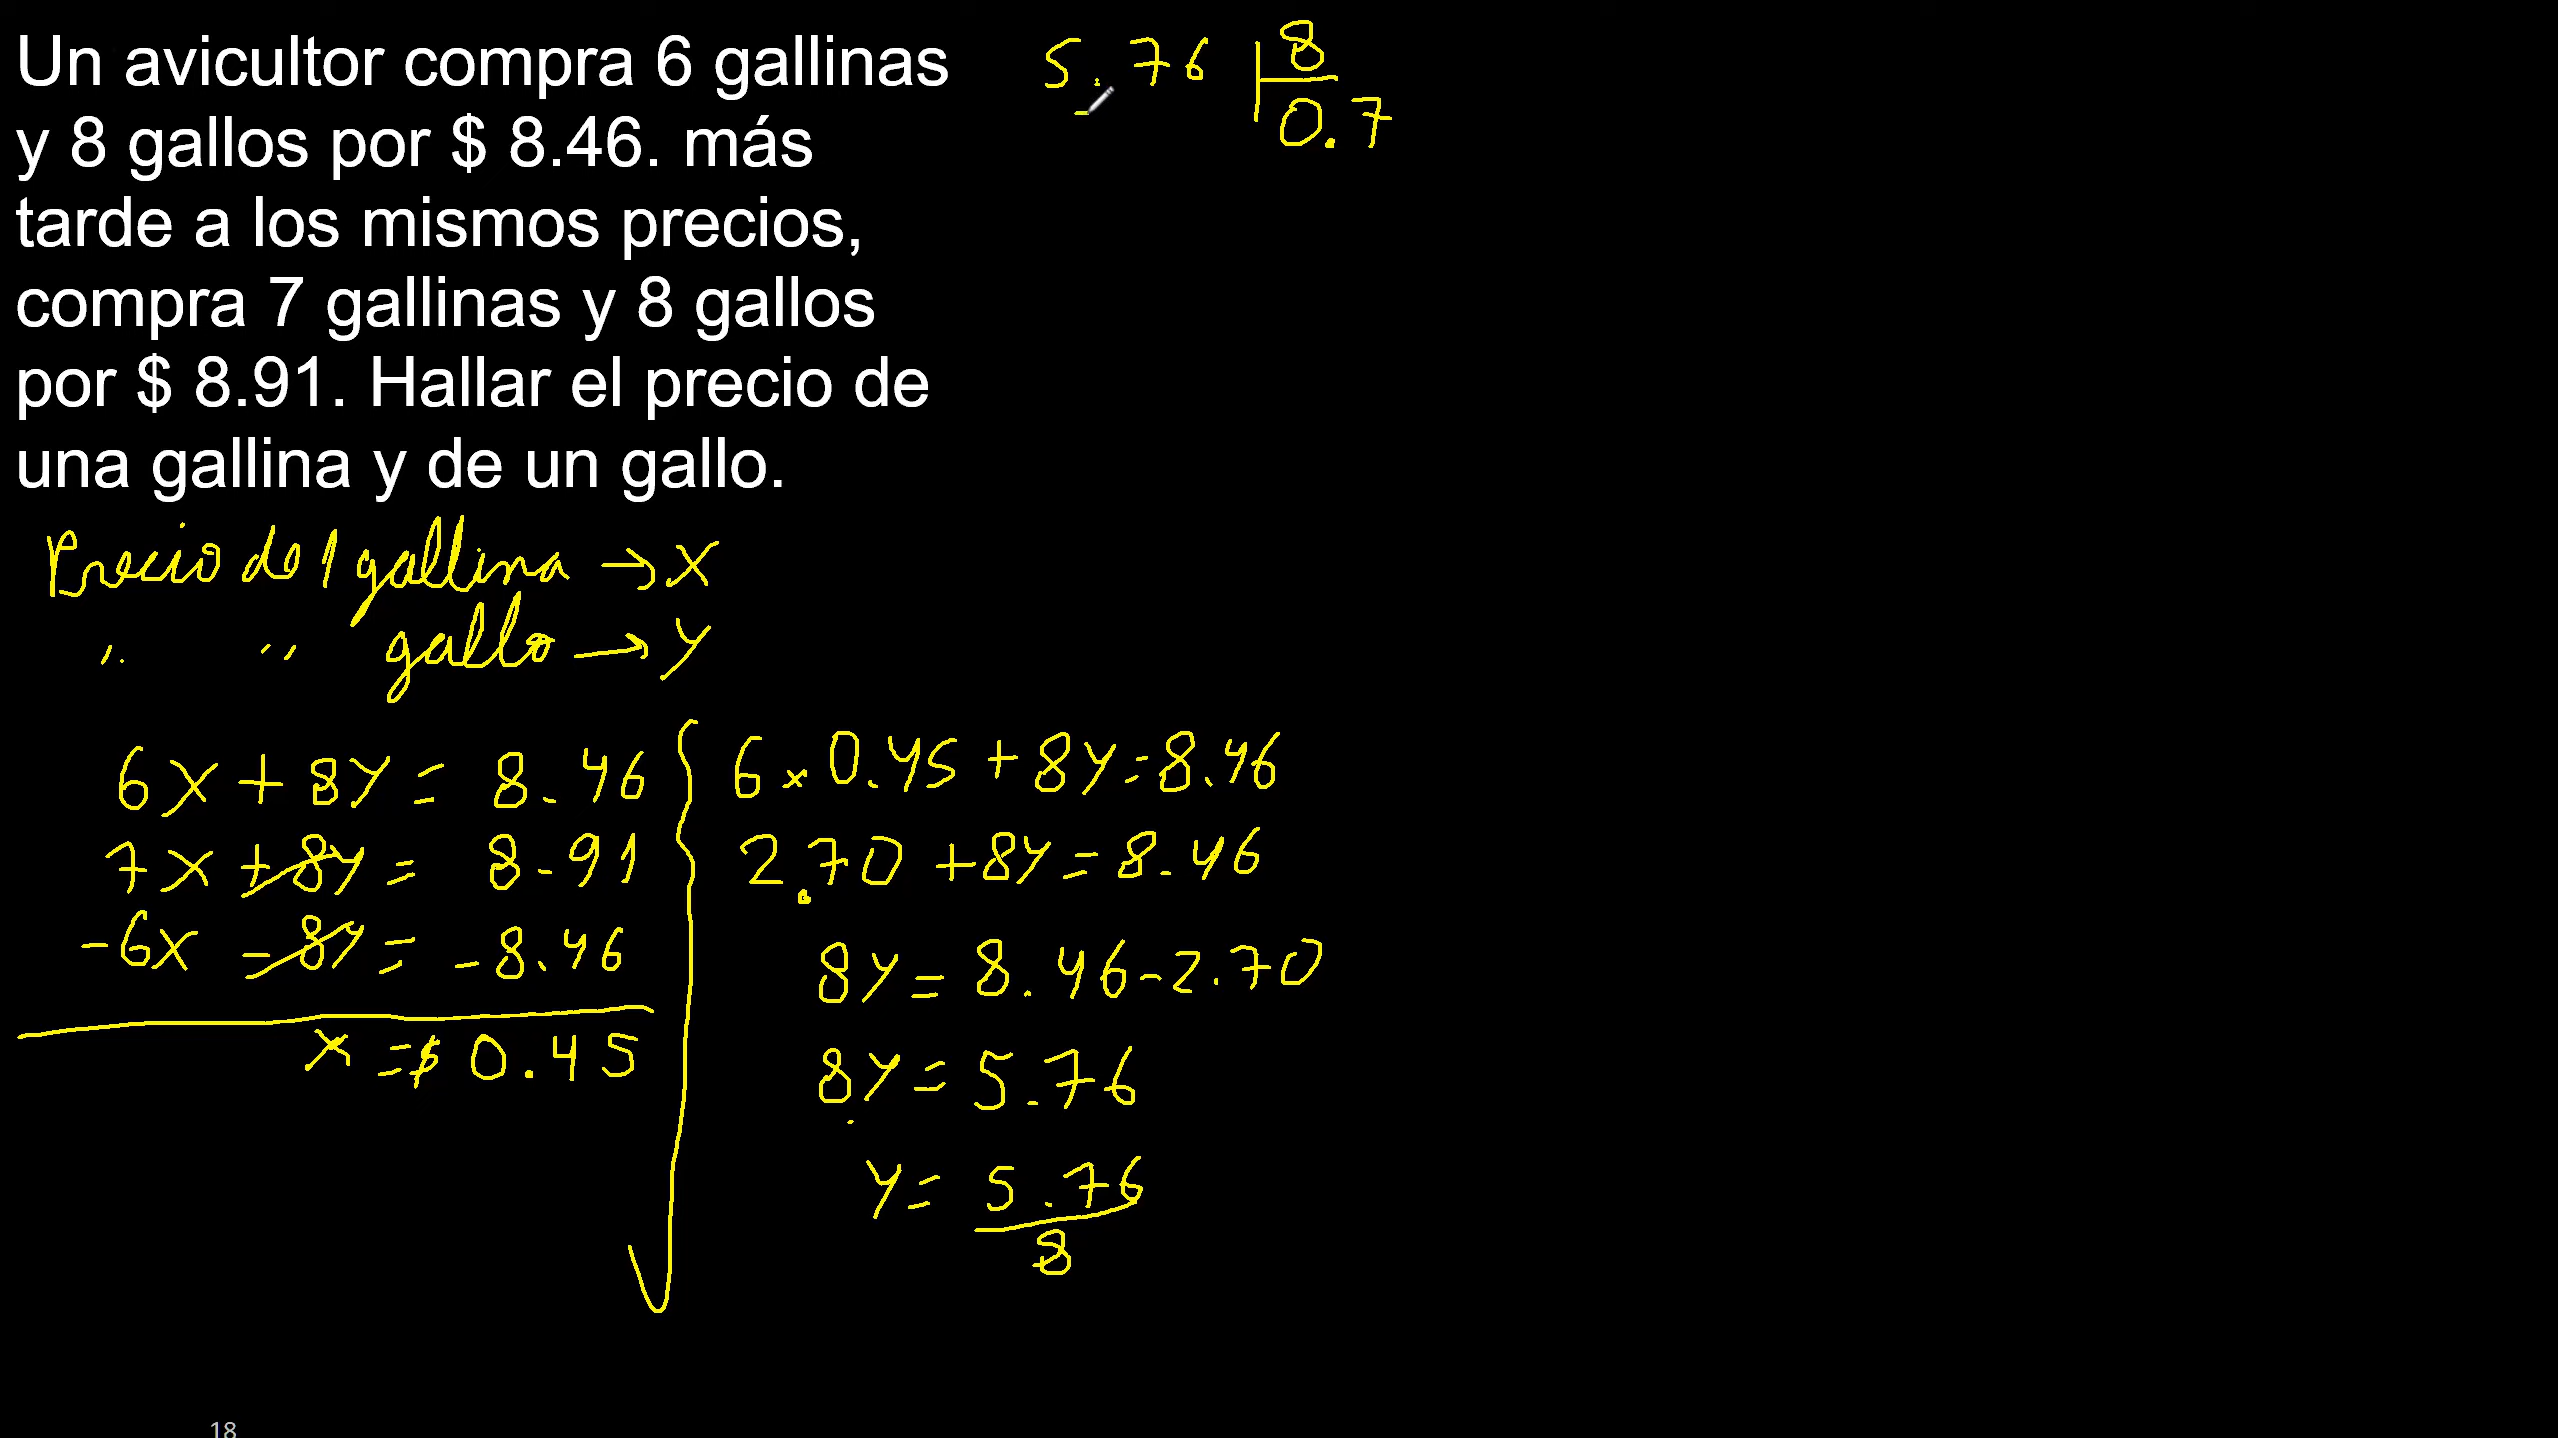 Un avicultor compra 6 gallinas
y 8 gallos por $ 8.46. más
tarde a los mismos precios,
compra 7 gallinas y 8 gallos
por $ 8.91. Hallar el precio de
una gallina y de un gallo.
5.76 8
0.7
Precio de 1 gallina → x
" " gallo → y
6x + 8y = 8.46
7x + 8y = 8.91
-6x - 8y = -8.46
x = $ 0.45
6 × 0.45 + 8y = 8.46
2.70 + 8y = 8.46
8y = 8.46 - 2.70
8y = 5.76
y = 5.76
8
18